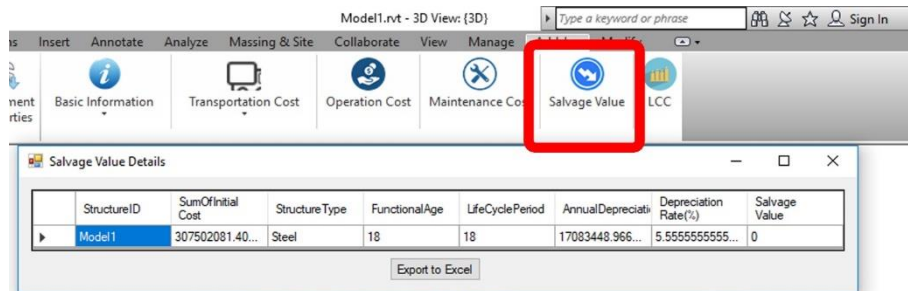 Model1.rvt - 3D View: {3D} Type a keyword or phrase Sign In
ns Insert Annotate Analyze Massing & Site Collaborate View Manage
ment
rties
Basic Information Transportation Cost Operation Cost Maintenance Cos Salvage Value LCC
Salvage Value Details
StructureID SumOfInitial Cost StructureType FunctionalAge LifeCyclePeriod AnnualDepreciati Depreciation Rate(%) Salvage Value
Model1 307502081.40... Steel 18 18 17083448.966... 5.5555555555... 0
Export to Excel